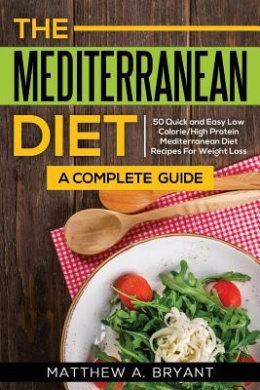 THE
MEDITERRANEAN
DIET
50 Quick and Easy Low
Calorie/High Protein
Mediterranean Diet
Recipes For Weight Loss
A COMPLETE GUIDE
MATTHEW A. BRYANT